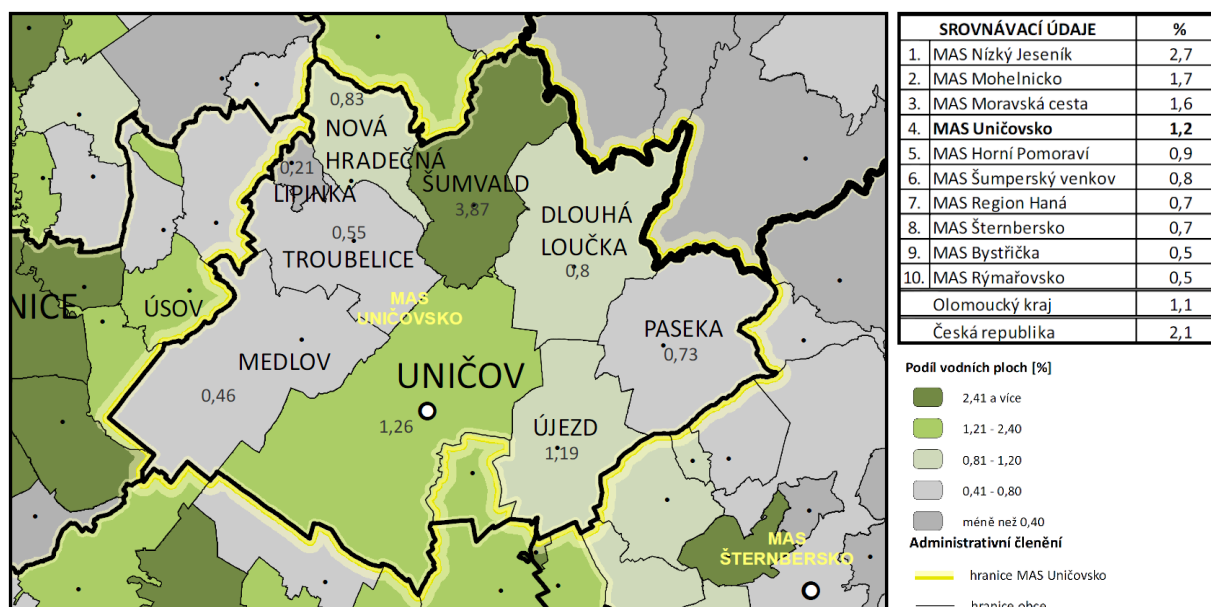 0,83
NOVÁ
HRADEČNÁ
0,21
LIPINKA
ŠUMVALD
3,87
DLOUHÁ
LOUČKA
0,8
0,55
TROUBELICE
NICE
ÚSOV
MAS
UNIČOVSKO
PASEKA
0,73
MEDLOV
0,46
UNIČOV
1,26
ÚJEZD
1,19
MAS
ŠTERNBERSKO
SROVNÁVACÍ ÚDAJE %
1. MAS Nízký Jeseník 2,7
2. MAS Mohelnicko 1,7
3. MAS Moravská cesta 1,6
4. MAS Uničovsko 1,2
5. MAS Horní Pomoraví 0,9
6. MAS Šumperský venkov 0,8
7. MAS Region Haná 0,7
8. MAS Šternbersko 0,7
9. MAS Bystřička 0,5
10. MAS Rýmařovsko 0,5
Olomoucký kraj 1,1
Česká republika 2,1
Podíl vodních ploch [%]
2,41 a více
1,21 - 2,40
0,81 - 1,20
0,41 - 0,80
méně než 0,40
Administrativní členění
hranice MAS Uničovsko
hranice obce